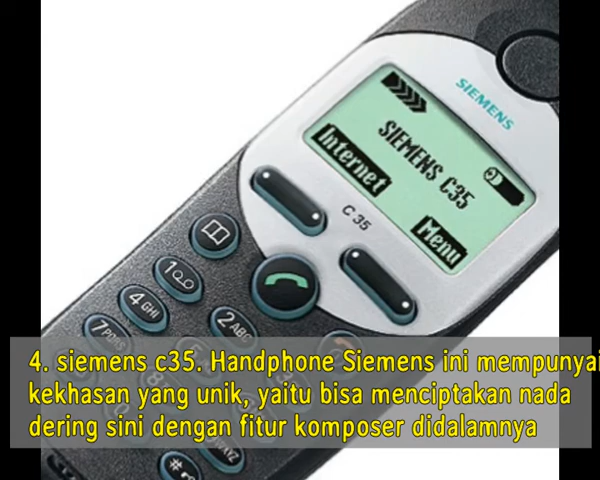 SIEMENS
SIEMENS C35
Internet
Menu
C 35
1
4 GHI
2 ABC
7
#
4. siemens c35. Handphone Siemens ini mempunyai
kekhasan yang unik, yaitu bisa menciptakan nada
dering sini dengan fitur komposer didalamnya